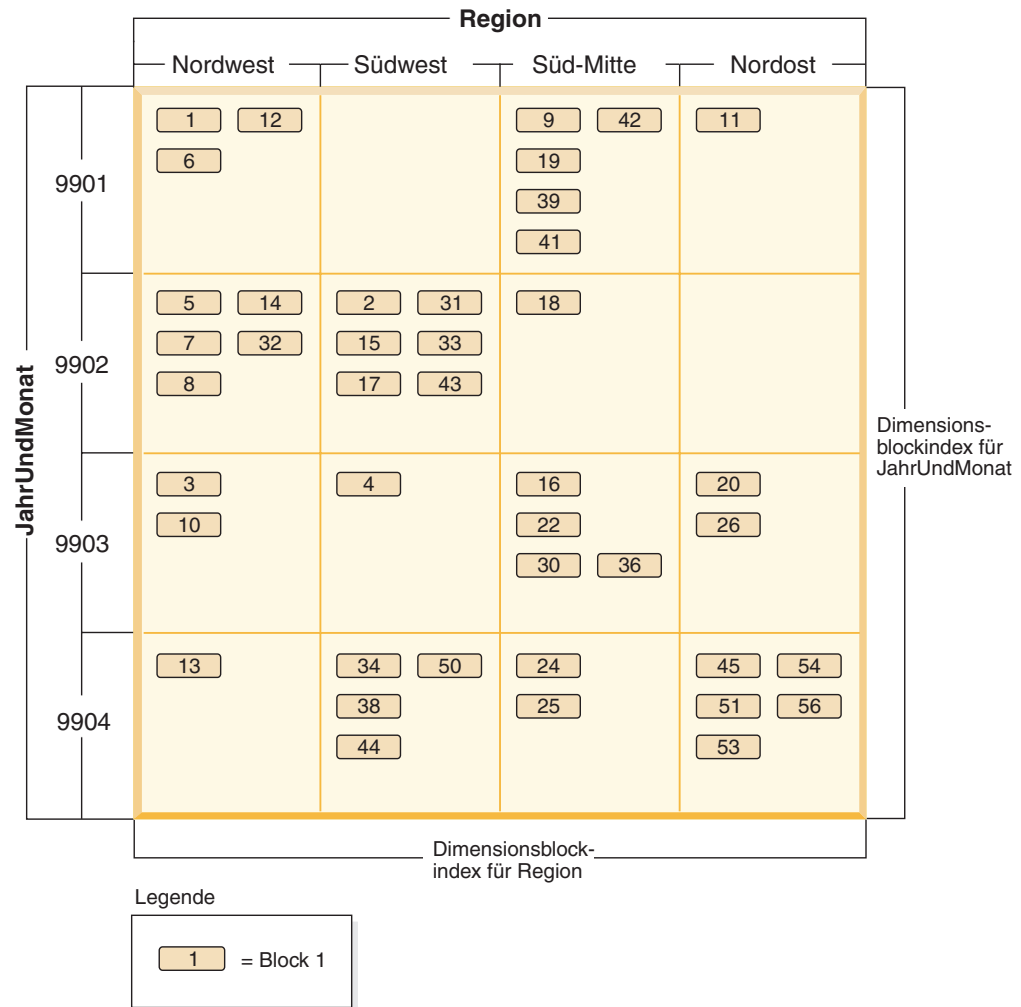 Region
Nordwest Südwest Süd-Mitte Nordost
JahrUndMonat
9901
1 12 9 42 11
6 19
39
41
9902
5 14 2 31 18
7 32 15 33
8 17 43
Dimensions-
blockindex für
JahrUndMonat
9903
3 4 16 20
10 22 26
30 36
9904
13 34 50 24 45 54
38 25 51 56
44 53
Dimensionsblock-
index für Region
Legende
1 = Block 1